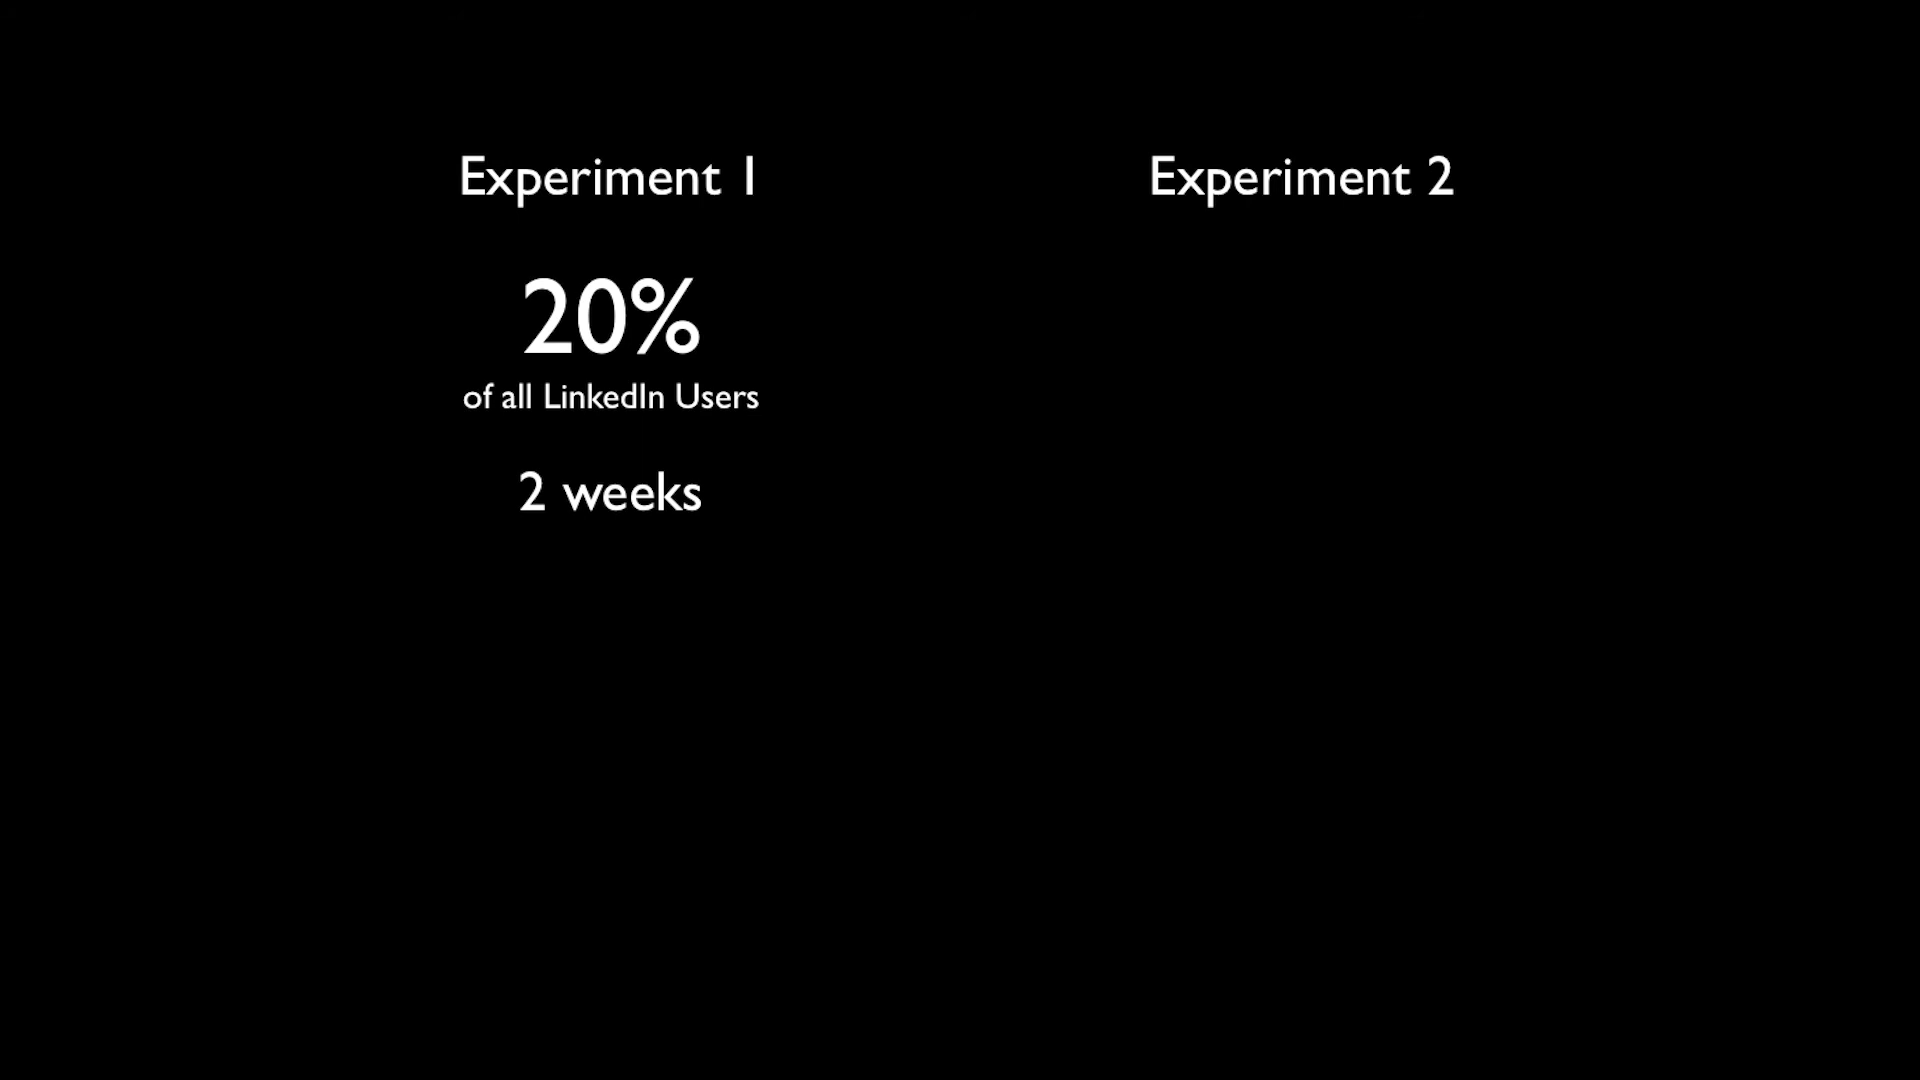 Experiment 1
20%
of all LinkedIn Users
2 weeks
Experiment 2